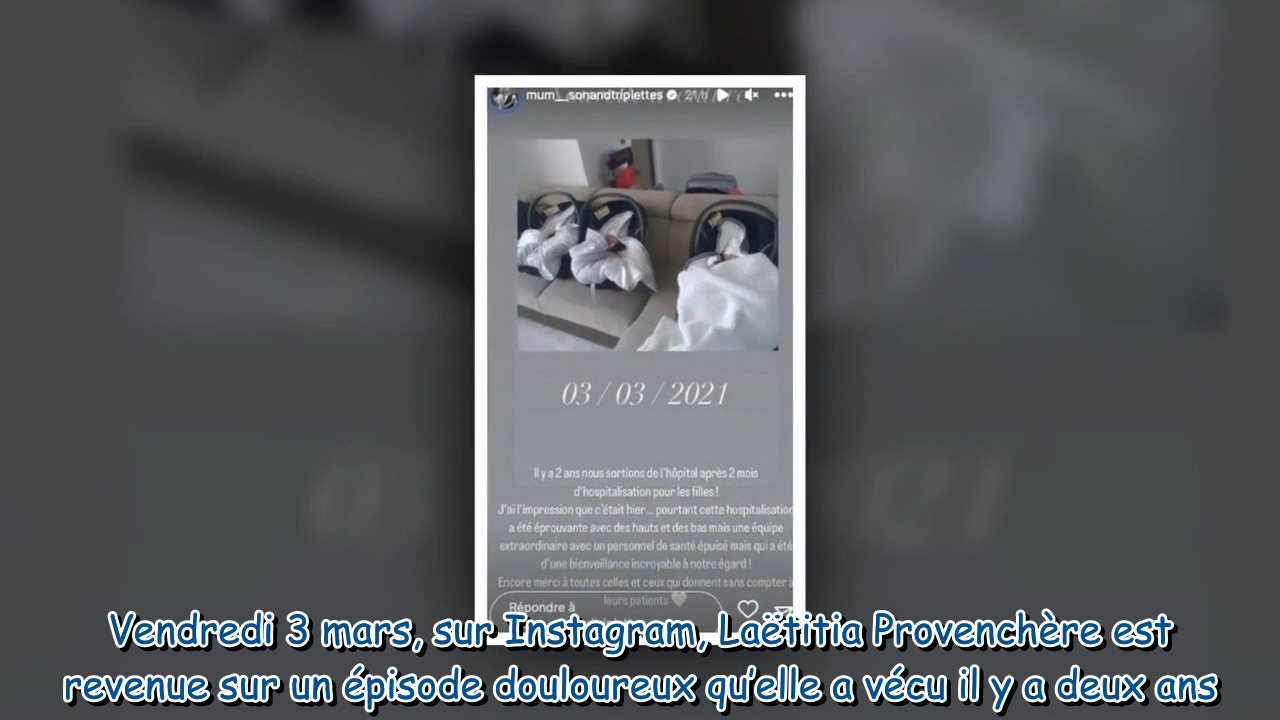 mum__sonandtriplettes 21h
03 / 03 / 2021
Il y a 2 ans nous sortions de l'hôpital après 2 mois
d'hospitalisation pour les filles !
J'ai l'impression que c'était hier... pourtant cette hospitalisation
a été éprouvante avec des hauts et des bas mais une équipe
extraordinaire avec un personnel de santé épuisé mais qui a été
d'une bienveillance incroyable à notre égard !
Encore merci à toutes celles et ceux qui donnent sans compter à
leurs patients 🤍
Répondre à
Vendredi 3 mars, sur Instagram, Laëtitia Provenchère est
revenue sur un épisode douloureux qu’elle a vécu il y a deux ans